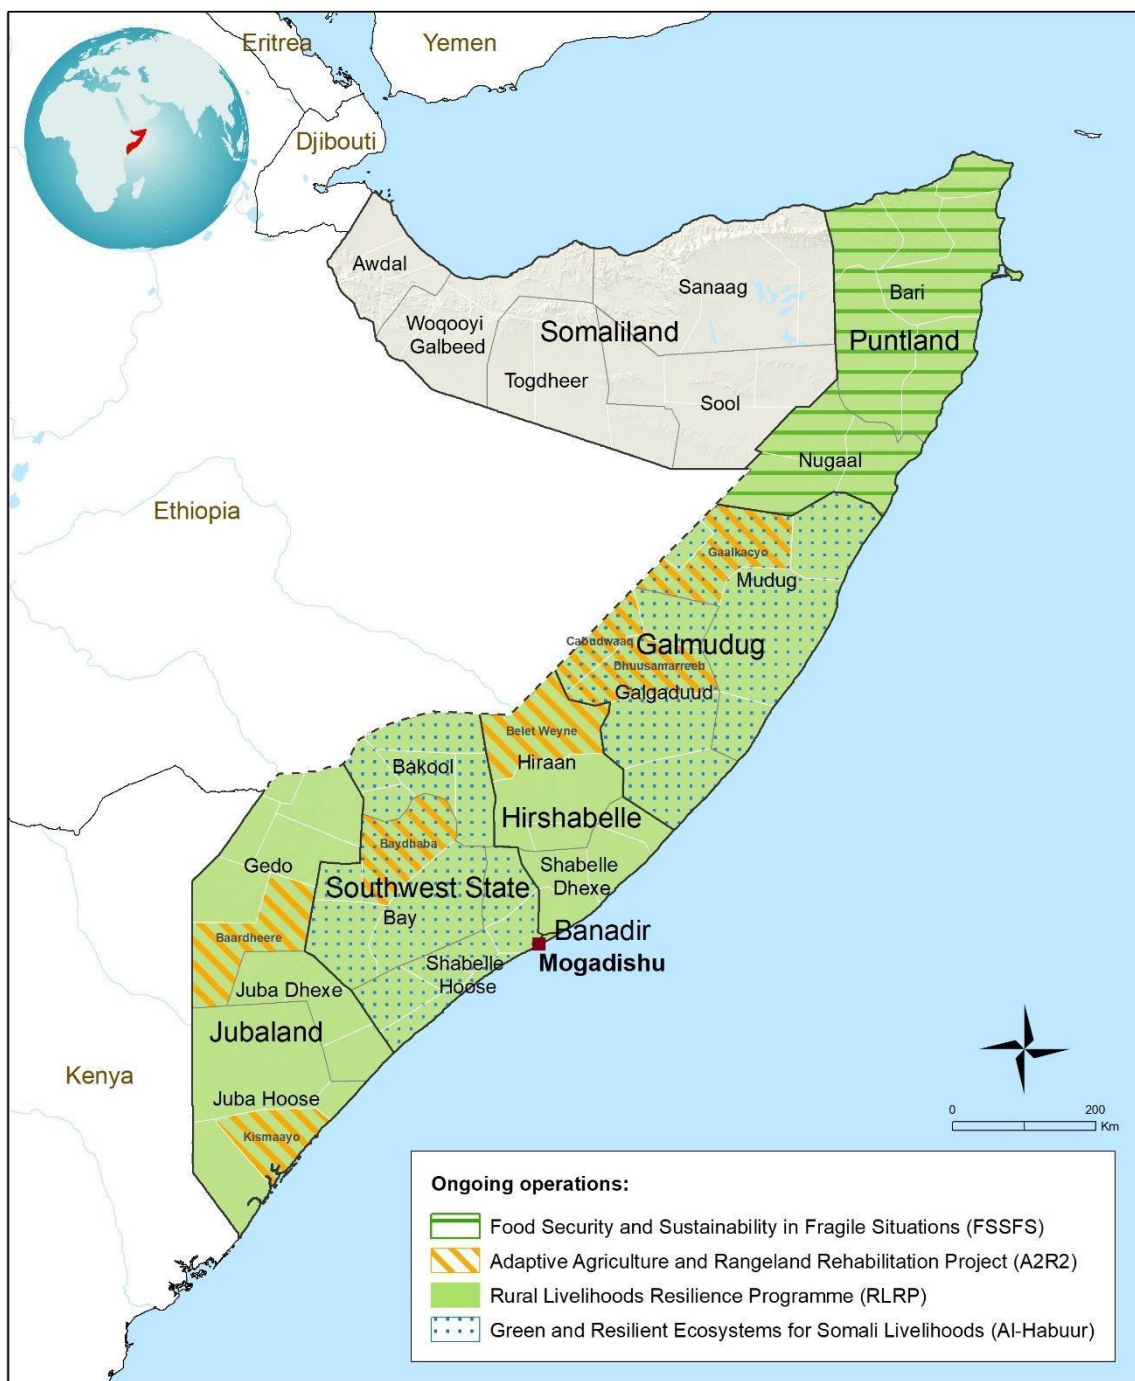 Eritrea
Yemen
Djibouti
Awdal
Sanaag
Bari
Woqooyi
Galbeed
Somaliland
Puntland
Togdheer
Sool
Nugaal
Ethiopia
Gaalkacyo
Mudug
Cabudwaaq
Galmudug
Dhuusamarreeb
Galgaduud
Belet Weyne
Bakool
Hiraan
Hirshabelle
Baydhaba
Gedo
Shabelle
Dhexe
Southwest State
Bay
Banadir
Baardheere
Mogadishu
Shabelle
Hoose
Juba Dhexe
Jubaland
Kenya
Juba Hoose
Kismaayo
0 200
Km
Ongoing operations:
Food Security and Sustainability in Fragile Situations (FSSFS)
Adaptive Agriculture and Rangeland Rehabilitation Project (A2R2)
Rural Livelihoods Resilience Programme (RLRP)
Green and Resilient Ecosystems for Somali Livelihoods (Al-Habuur)